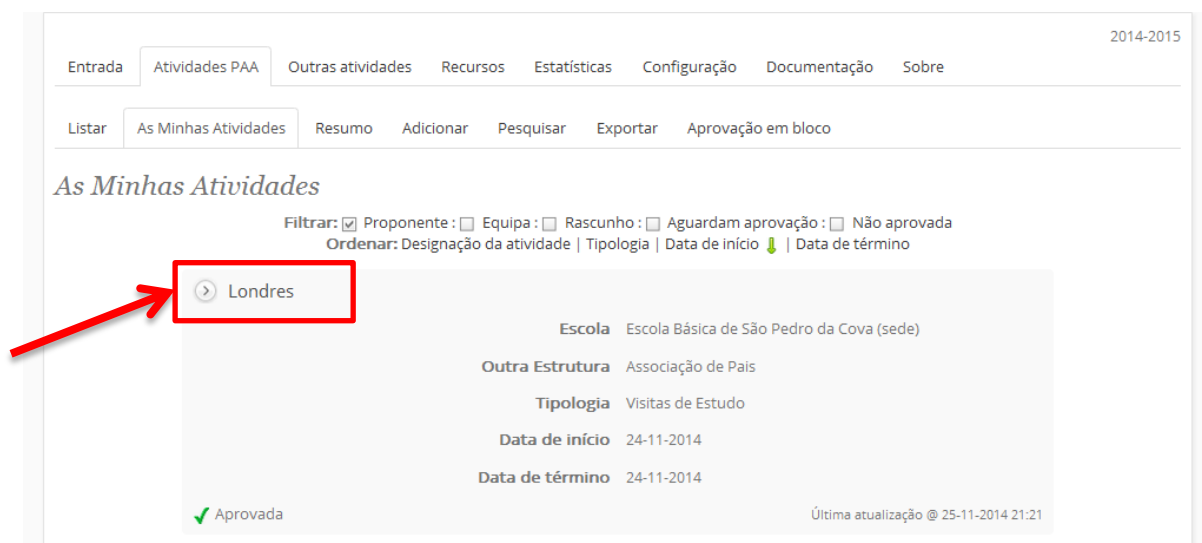 2014-2015
Entrada Atividades PAA Outras atividades Recursos Estatísticas Configuração Documentação Sobre
Listar As Minhas Atividades Resumo Adicionar Pesquisar Exportar Aprovação em bloco
As Minhas Atividades
Filtrar: Proponente : Equipa : Rascunho : Aguardam aprovação : Não aprovada
Ordenar: Designação da atividade | Tipologia | Data de início | Data de término
Londres
Escola Escola Básica de São Pedro da Cova (sede)
Outra Estrutura Associação de Pais
Tipologia Visitas de Estudo
Data de início 24-11-2014
Data de término 24-11-2014
Aprovada Última atualização @ 25-11-2014 21:21